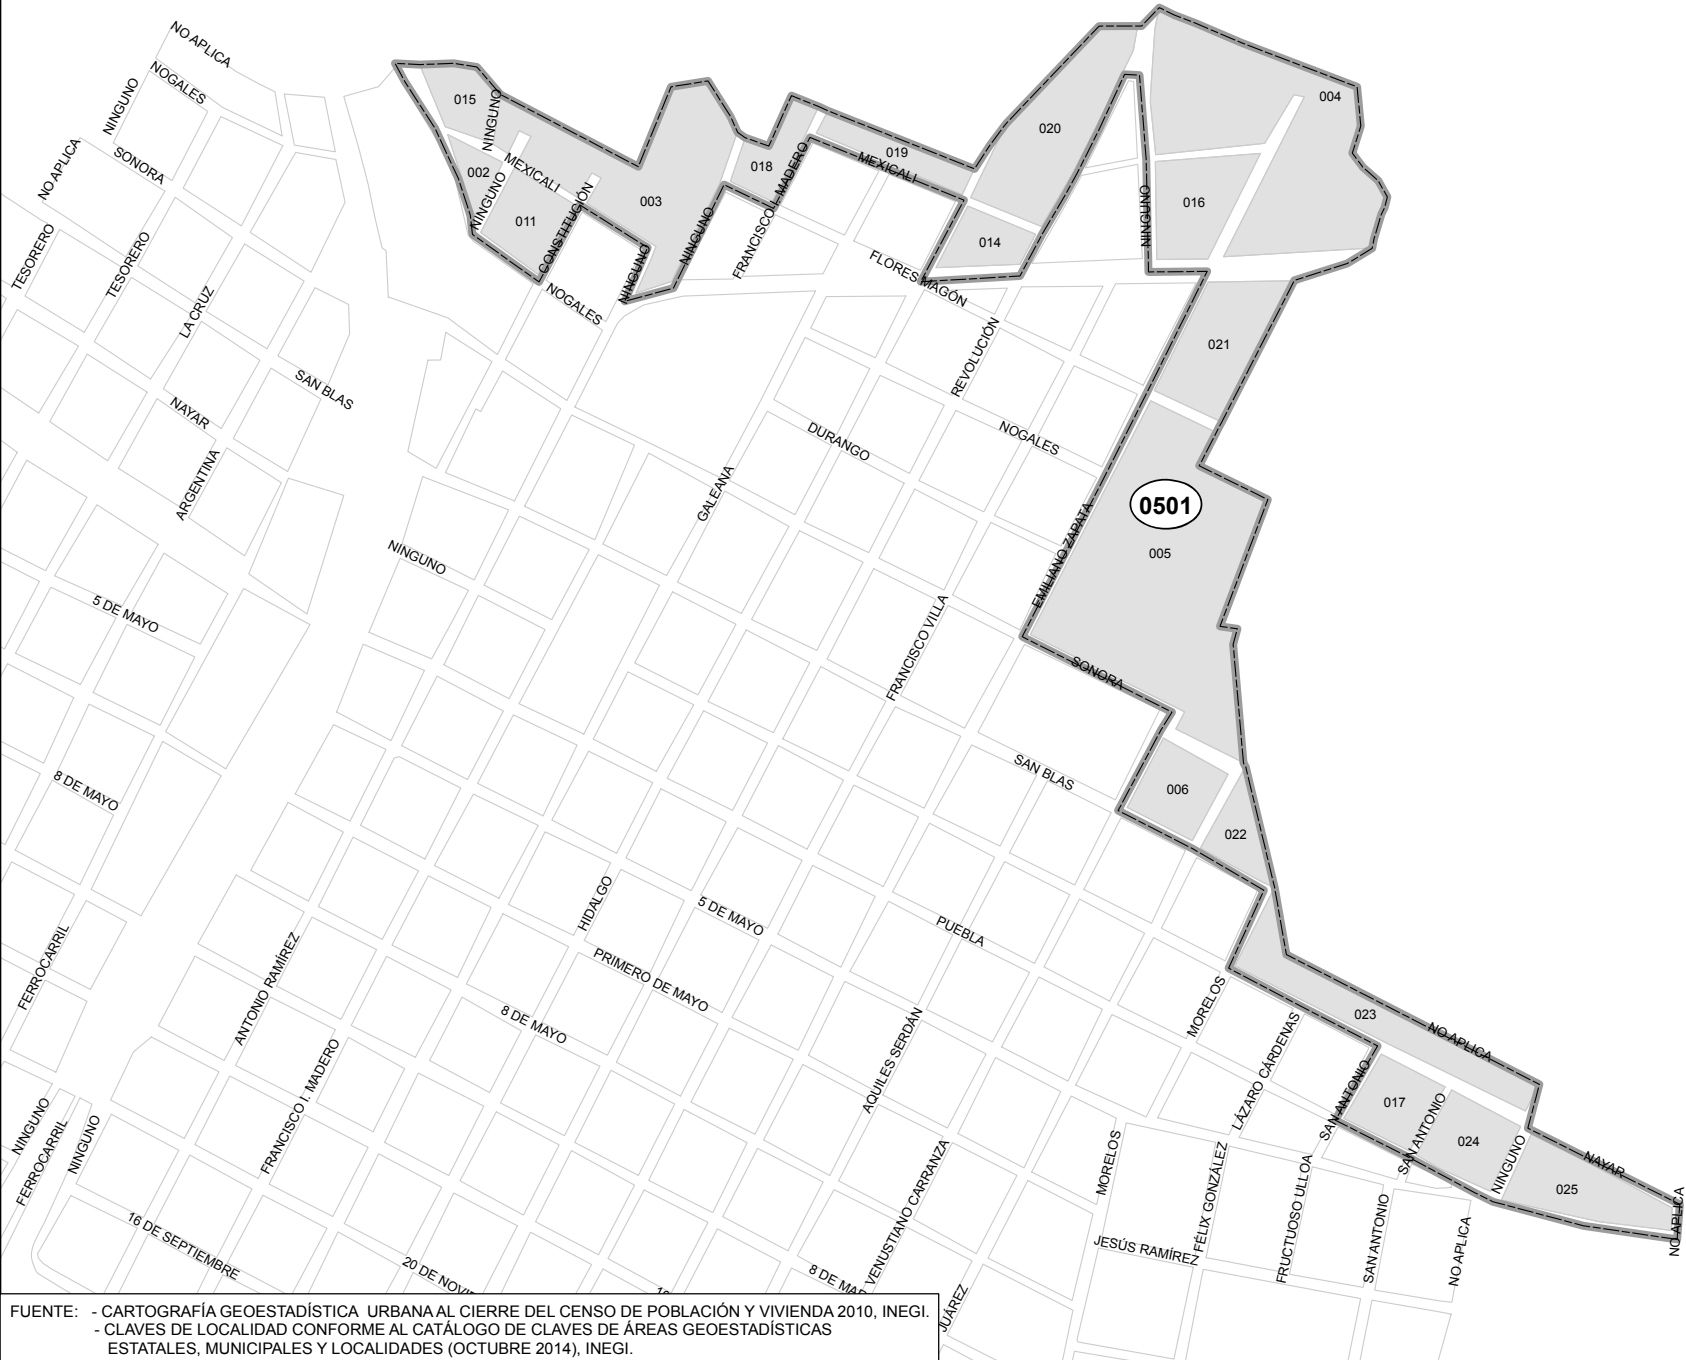 NO APLICA
NOGALES
NINGUNO
NO APLICA
SONORA
TESORERO
TESORERO
LA CRUZ
SAN BLAS
NAYAR
ARGENTINA
015
NINGUNO
002
MEXICALI
NINGUNO
011
CONSTITUCIÓN
003
NINGUNO
NINGUNO
NOGALES
018
FRANCISCO I. MADERO
019
MEXICALI
020
004
016
NINGUNO
014
FLORES MAGÓN
REVOLUCIÓN
021
DURANGO
NOGALES
GALEANA
0501
005
EMILIANO ZAPATA
NINGUNO
5 DE MAYO
FRANCISCO VILLA
SONORA
8 DE MAYO
SAN BLAS
006
022
HIDALGO
5 DE MAYO
PUEBLA
FERROCARRIL
ANTONIO RAMÍREZ
PRIMERO DE MAYO
8 DE MAYO
MORELOS
023
NO APLICA
AQUILES SERDÁN
LÁZARO CÁRDENAS
SAN ANTONIO
017
SAN ANTONIO
024
NINGUNO
NAYAR
025
NO APLICA
NINGUNO
FERROCARRIL
NINGUNO
FRANCISCO I. MADERO
MORELOS
FÉLIX GONZÁLEZ
FRUCTUOSO ULLOA
SAN ANTONIO
NO APLICA
VENUSTIANO CARRANZA
JESÚS RAMÍREZ
16 DE SEPTIEMBRE
20 DE
8 DE
JUÁREZ
FUENTE: - CARTOGRAFÍA GEOESTADÍSTICA URBANA AL CIERRE DEL CENSO DE POBLACIÓN Y VIVIENDA 2010, INEGI.
- CLAVES DE LOCALIDAD CONFORME AL CATÁLOGO DE CLAVES DE ÁREAS GEOESTADÍSTICAS
ESTATALES, MUNICIPALES Y LOCALIDADES (OCTUBRE 2014), INEGI.